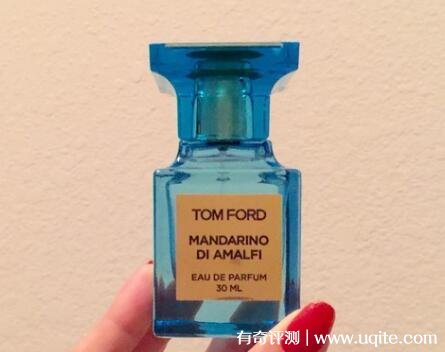 TOM FORD
MANDARINO
DI AMALFI
EAU DE PARFUM
30 ML
有奇评测 | www.uqite.com